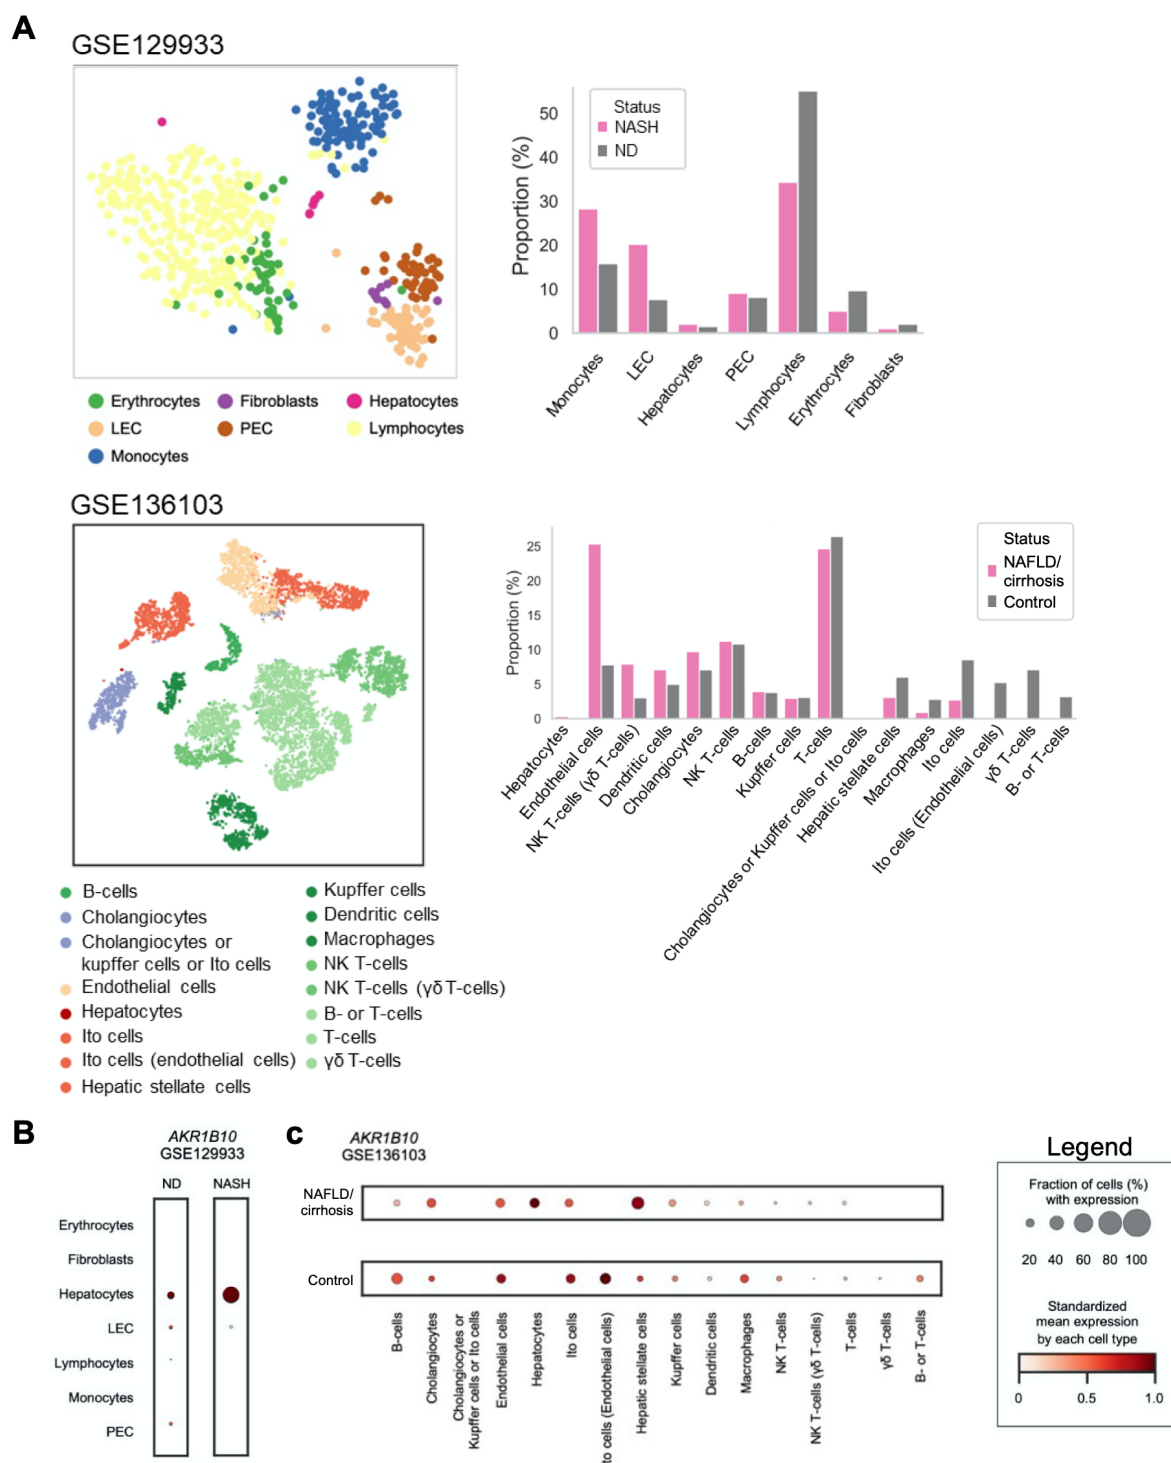 A
GSE129933
Erythrocytes
Fibroblasts
Hepatocytes
LEC
PEC
Lymphocytes
Monocytes
Proportion (%)
50
40
30
20
10
0
Status
NASH
ND
Monocytes
LEC
Hepatocytes
PEC
Lymphocytes
Erythrocytes
Fibroblasts
GSE136103
B-cells
Cholangiocytes
Cholangiocytes or
kupffer cells or Ito cells
Endothelial cells
Hepatocytes
Ito cells
Ito cells (endothelial cells)
Hepatic stellate cells
Kupffer cells
Dendritic cells
Macrophages
NK T-cells
NK T-cells (γδ T-cells)
B- or T-cells
T-cells
γδ T-cells
Proportion (%)
25
20
15
10
5
0
Status
NAFLD/
cirrhosis
Control
Hepatocytes
Endothelial cells
NK T-cells (γδ T-cells)
Dendritic cells
Cholangiocytes
NK T-cells
B-cells
Kupffer cells
T-cells
Cholangiocytes or Kupffer cells or Ito cells
Hepatic stellate cells
Macrophages
Ito cells
Ito cells (Endothelial cells)
γδ T-cells
B- or T-cells
B
AKR1B10
GSE129933
ND
NASH
Erythrocytes
Fibroblasts
Hepatocytes
LEC
Lymphocytes
Monocytes
PEC
c
AKR1B10
GSE136103
NAFLD/
cirrhosis
Control
B-cells
Cholangiocytes
Cholangiocytes or
Kupffer cells or Ito cells
Endothelial cells
Hepatocytes
Ito cells
to cells (Endothelial cells)
Hepatic stellate cells
Kupffer cells
Dendritic cells
Macrophages
NK T-cells
NK T-cells (γδ T-cells)
T-cells
γδ T-cells
B- or T-cells
Legend
Fraction of cells (%)
with expression
20 40 60 80 100
Standardized
mean expression
by each cell type
0 0.5 1.0